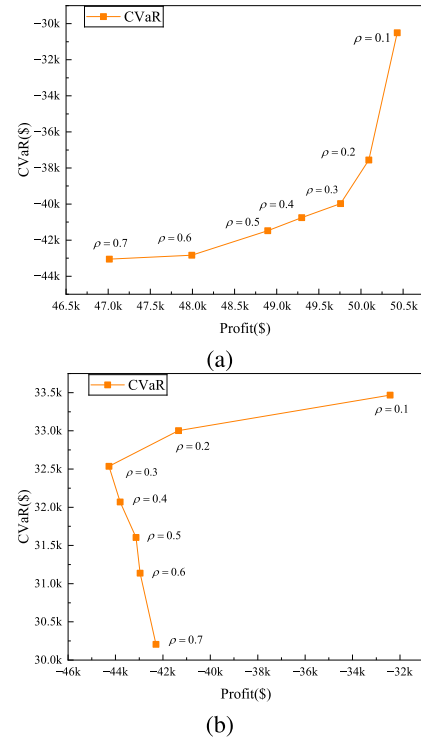 CVaR
−30k
−32k
−34k
−36k
−38k
−40k
−42k
−44k
CVaR($)
ρ = 0.1
ρ = 0.2
ρ = 0.3
ρ = 0.4
ρ = 0.5
ρ = 0.6
ρ = 0.7
46.5k 47.0k 47.5k 48.0k 48.5k 49.0k 49.5k 50.0k 50.5k
Profit($)
(a)
CVaR
33.5k
33.0k
32.5k
32.0k
31.5k
31.0k
30.5k
30.0k
CVaR($)
ρ = 0.1
ρ = 0.2
ρ = 0.3
ρ = 0.4
ρ = 0.5
ρ = 0.6
ρ = 0.7
−46k −44k −42k −40k −38k −36k −34k −32k
Profit($)
(b)